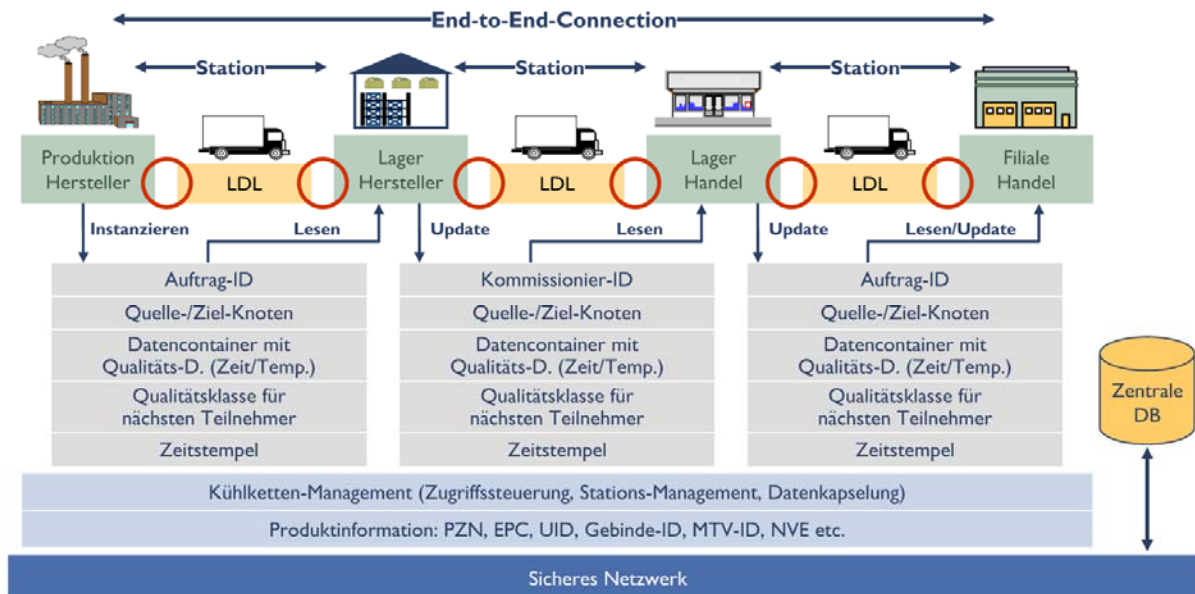 End-to-End-Connection
Station
Station
Station
Produktion
Hersteller
LDL
Lager
Hersteller
LDL
Lager
Handel
LDL
Filiale
Handel
Instanzieren
Lesen
Update
Lesen
Update
Lesen/Update
Auftrag-ID
Quelle-/Ziel-Knoten
Datencontainer mit
Qualitäts-D. (Zeit/Temp.)
Qualitätsklasse für
nächsten Teilnehmer
Zeitstempel
Kommissionier-ID
Quelle-/Ziel-Knoten
Datencontainer mit
Qualitäts-D. (Zeit/Temp.)
Qualitätsklasse für
nächsten Teilnehmer
Zeitstempel
Auftrag-ID
Quelle-/Ziel-Knoten
Datencontainer mit
Qualitäts-D. (Zeit/Temp.)
Qualitätsklasse für
nächsten Teilnehmer
Zeitstempel
Zentrale
DB
Kühlketten-Management (Zugriffssteuerung, Stations-Management, Datenkapselung)
Produktinformation: PZN, EPC, UID, Gebinde-ID, MTV-ID, NVE etc.
Sicheres Netzwerk